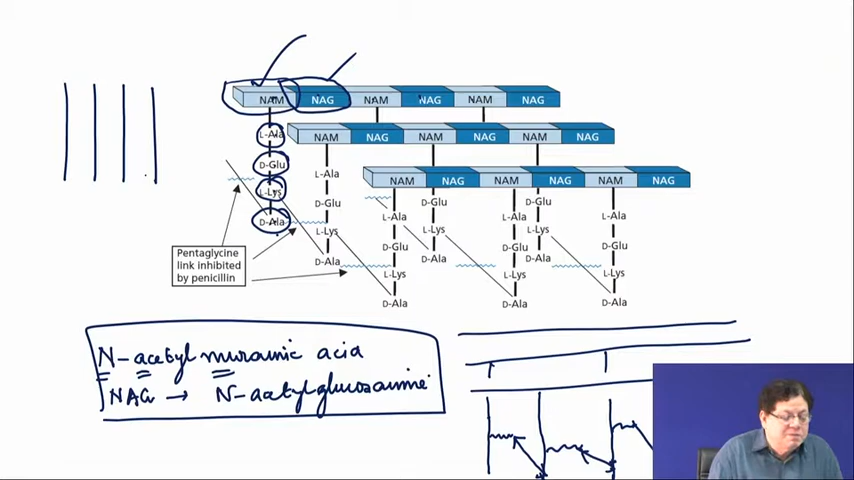 NAM NAG NAM NAG NAM NAG
NAM NAG NAM NAG NAM NAG
NAM NAG NAM NAG NAM NAG
L-Ala
D-Glu
L-Lys
D-Ala
L-Ala
D-Glu
L-Lys
D-Ala
L-Ala
D-Glu
L-Lys
D-Ala
D-Glu
L-Lys
D-Ala
L-Ala
D-Glu
L-Lys
D-Ala
D-Glu
L-Lys
D-Ala
L-Ala
D-Glu
L-Lys
D-Ala
Pentaglycine
link inhibited
by penicillin
N-acetyl muramic acid
NAG → N-acetylglucosamine